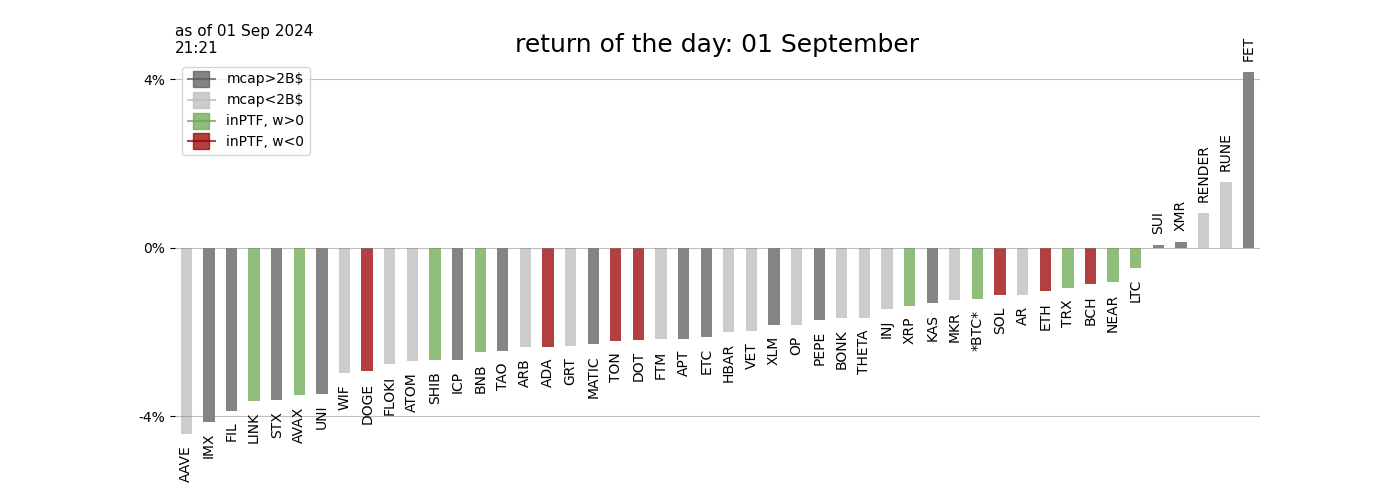 as of 01 Sep 2024
21:21
return of the day: 01 September
mcap>2B$
mcap<2B$
inPTF, w>0
inPTF, w<0
4%
0%
-4%
AAVE
IMX
FIL
LINK
STX
AVAX
UNI
WIF
DOGE
FLOKI
ATOM
SHIB
ICP
BNB
TAO
ARB
ADA
GRT
MATIC
TON
DOT
FTM
APT
ETC
HBAR
VET
XLM
OP
PEPE
BONK
THETA
INJ
XRP
KAS
MKR
*BTC*
SOL
AR
ETH
TRX
BCH
NEAR
LTC
SUI
XMR
RENDER
RUNE
FET